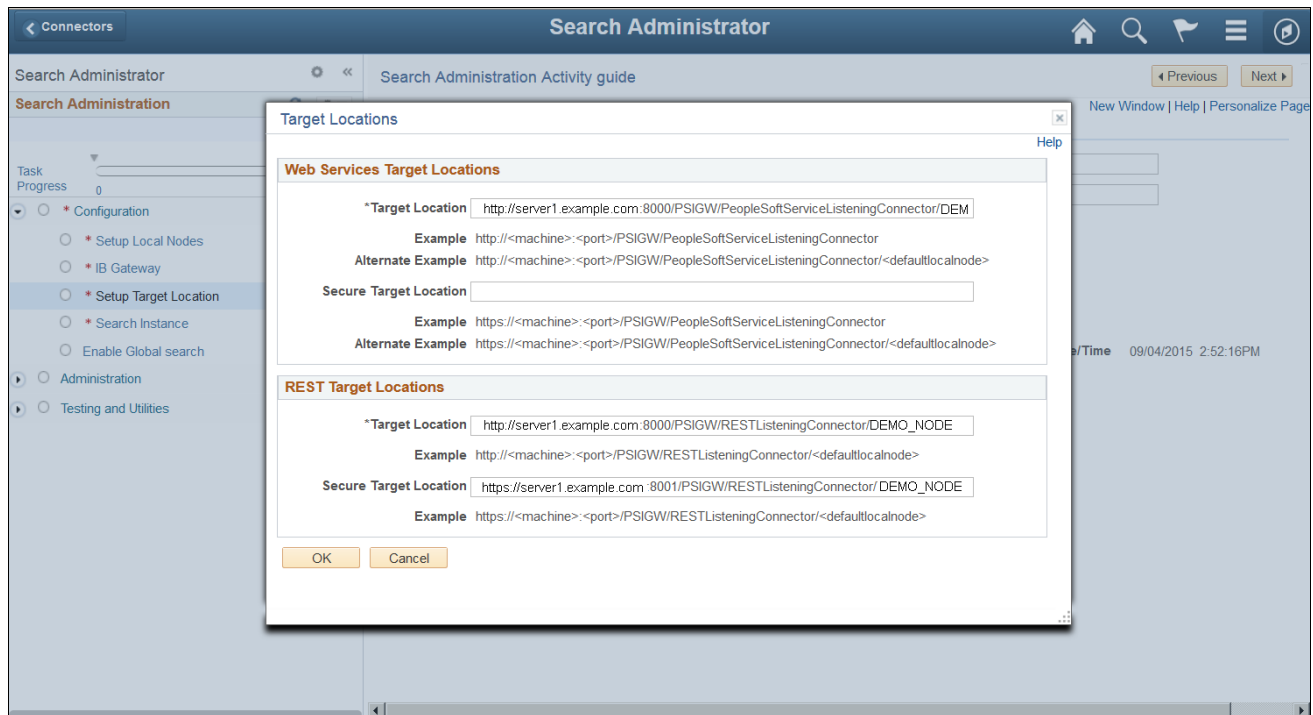 Connectors
Search Administrator
Search Administrator
Search Administration Activity guide
Previous
Next
Search Administration
New Window | Help | Personalize Page
Task
Progress
0
* Configuration
* Setup Local Nodes
* IB Gateway
* Setup Target Location
* Search Instance
Enable Global search
Administration
Testing and Utilities
e/Time 09/04/2015 2:52:16PM
Target Locations
Help
Web Services Target Locations
*Target Location http://server1.example.com:8000/PSIGW/PeopleSoftServiceListeningConnector/DEM
Example http://<machine>:<port>/PSIGW/PeopleSoftServiceListeningConnector
Alternate Example http://<machine>:<port>/PSIGW/PeopleSoftServiceListeningConnector/<defaultlocalnode>
Secure Target Location
Example https://<machine>:<port>/PSIGW/PeopleSoftServiceListeningConnector
Alternate Example https://<machine>:<port>/PSIGW/PeopleSoftServiceListeningConnector/<defaultlocalnode>
REST Target Locations
*Target Location http://server1.example.com:8000/PSIGW/RESTListeningConnector/DEMO_NODE
Example http://<machine>:<port>/PSIGW/RESTListeningConnector/<defaultlocalnode>
Secure Target Location https://server1.example.com :8001/PSIGW/RESTListeningConnector/ DEMO_NODE
Example https://<machine>:<port>/PSIGW/RESTListeningConnector/<defaultlocalnode>
OK
Cancel